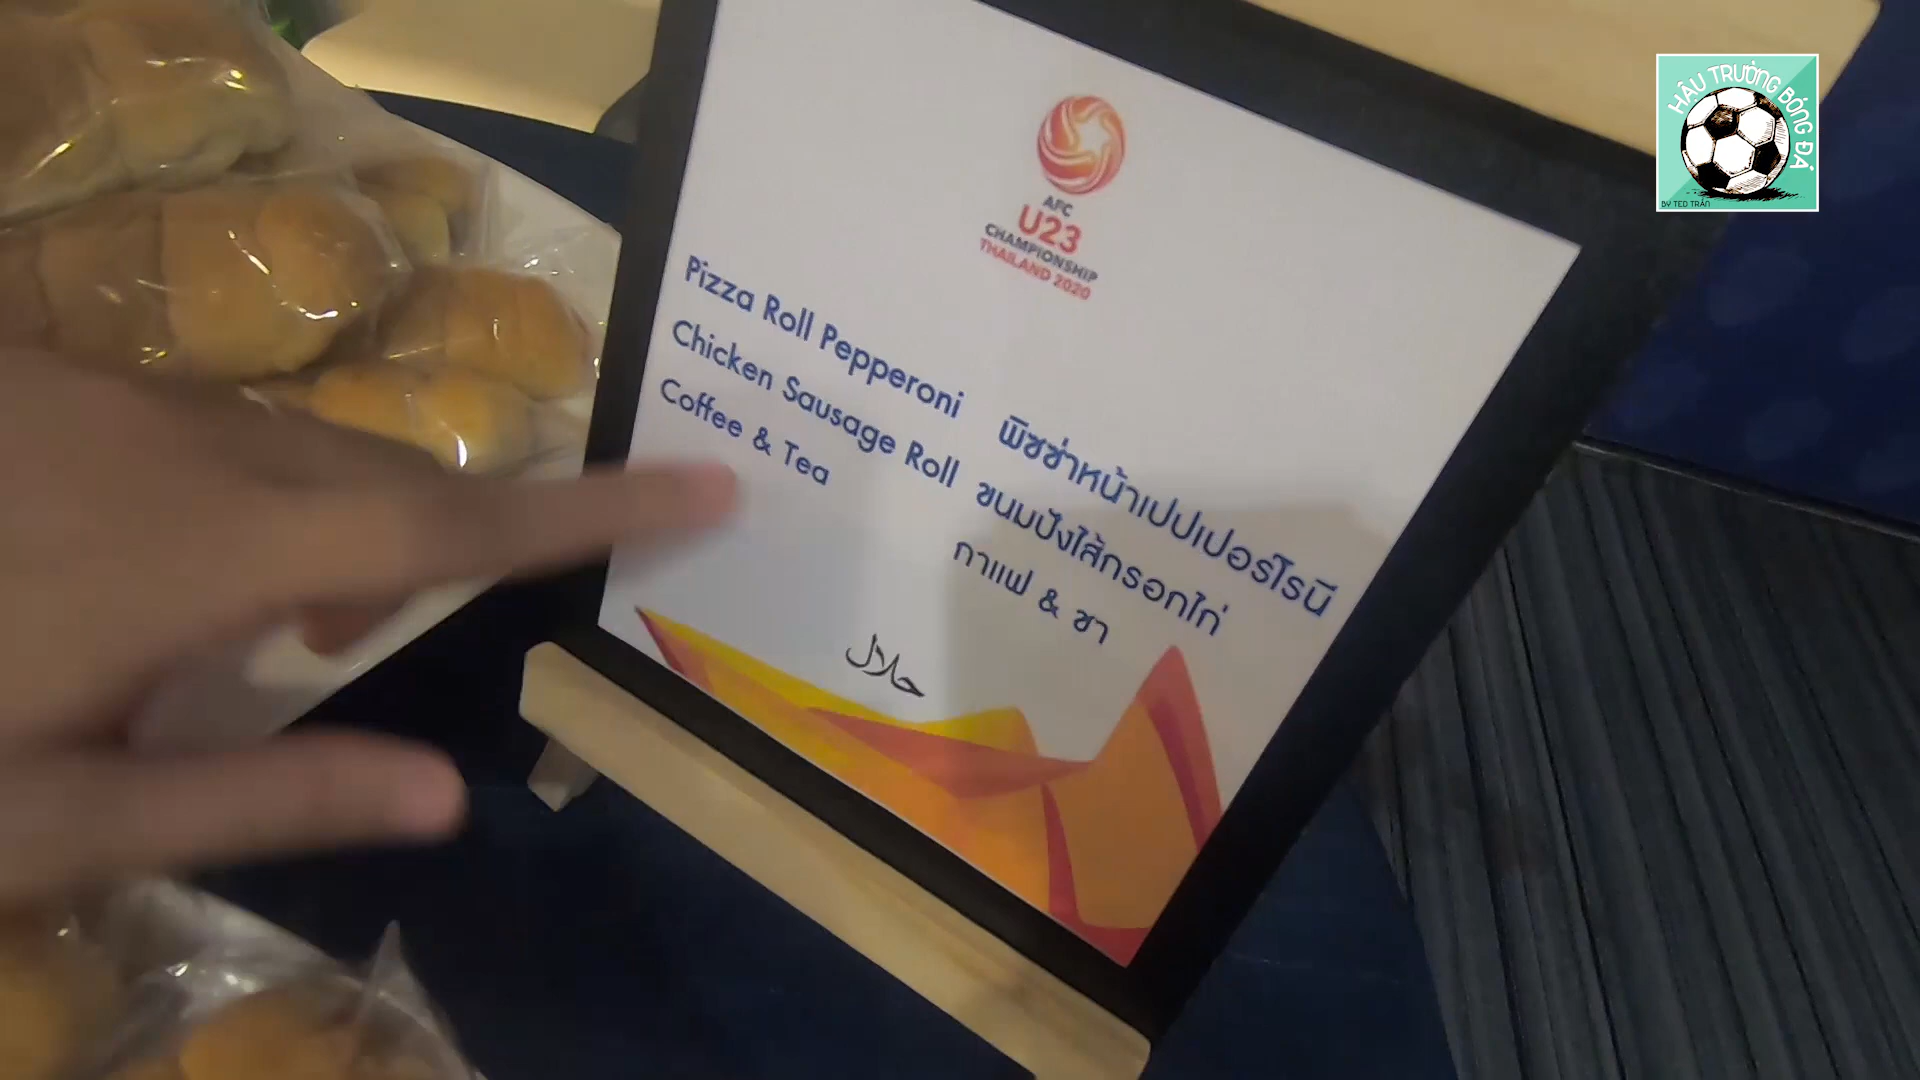 AFC
U23
CHAMPIONSHIP
THAILAND 2020
Pizza Roll Pepperoni พิซซ่าหน้าเปปเปอร์โรนี
Chicken Sausage Roll ขนมปังไส้กรอกไก่
Coffee & Tea กาแฟ & ชา
حلال
HẬU TRƯỜNG BÓNG ĐÁ
BY TED TRẦN